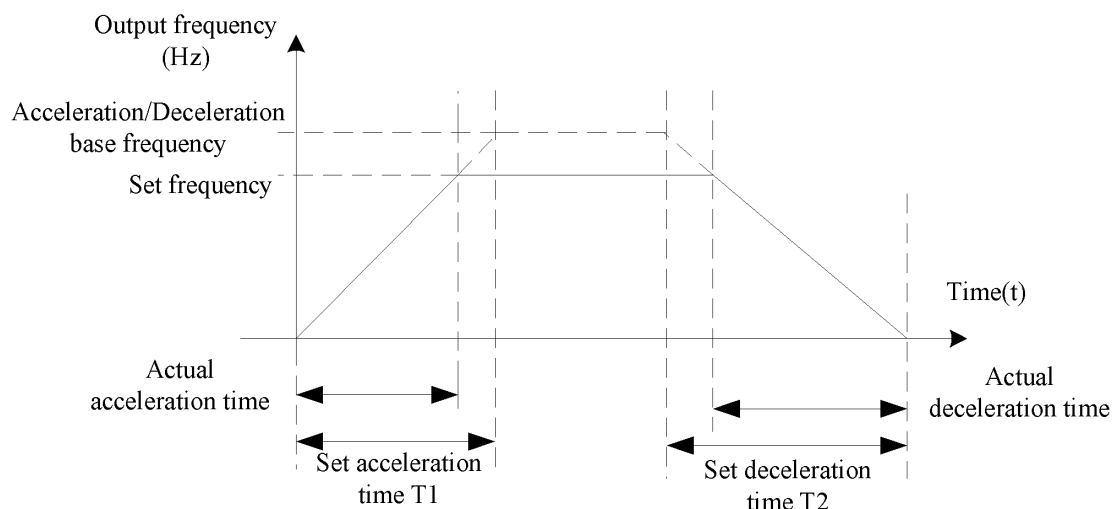 Output frequency
(Hz)
Acceleration/Deceleration
base frequency
Set frequency
Time(t)
Actual
acceleration time
Actual
deceleration time
Set acceleration
time T1
Set deceleration
time T2